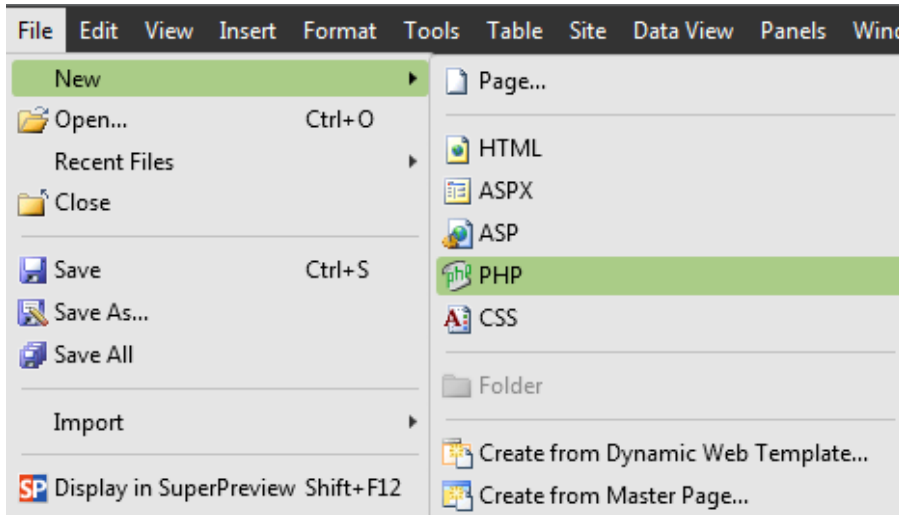 File Edit View Insert Format Tools Table Site Data View Panels
New
Open... Ctrl+O
Recent Files
Close
Save Ctrl+S
Save As...
Save All
Import
SP Display in SuperPreview Shift+F12
Page...
HTML
ASPX
ASP
php PHP
CSS
Folder
Create from Dynamic Web Template...
Create from Master Page...